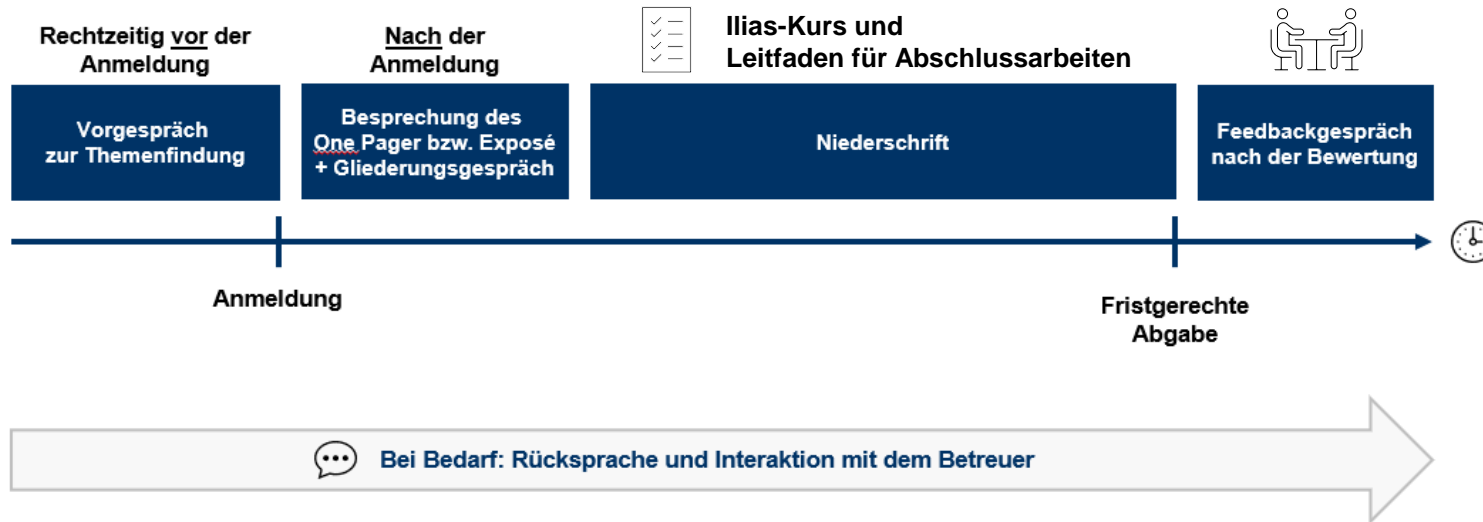 Rechtzeitig vor der
Anmeldung
Nach der
Anmeldung
Ilias-Kurs und
Leitfaden für Abschlussarbeiten
Vorgespräch
zur Themenfindung
Besprechung des
One Pager bzw. Exposé
+ Gliederungsgespräch
Niederschrift
Feedbackgespräch
nach der Bewertung
Anmeldung
Fristgerechte
Abgabe
Bei Bedarf: Rücksprache und Interaktion mit dem Betreuer